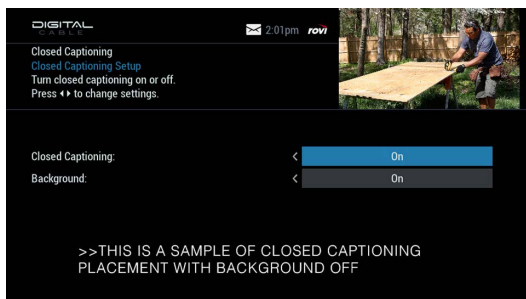 DIGITAL
CABLE
2:01pm rovi
Closed Captioning
Closed Captioning Setup
Turn closed captioning on or off.
Press ◂▸ to change settings.
Closed Captioning: < On
Background: < On
>>THIS IS A SAMPLE OF CLOSED CAPTIONING
PLACEMENT WITH BACKGROUND OFF